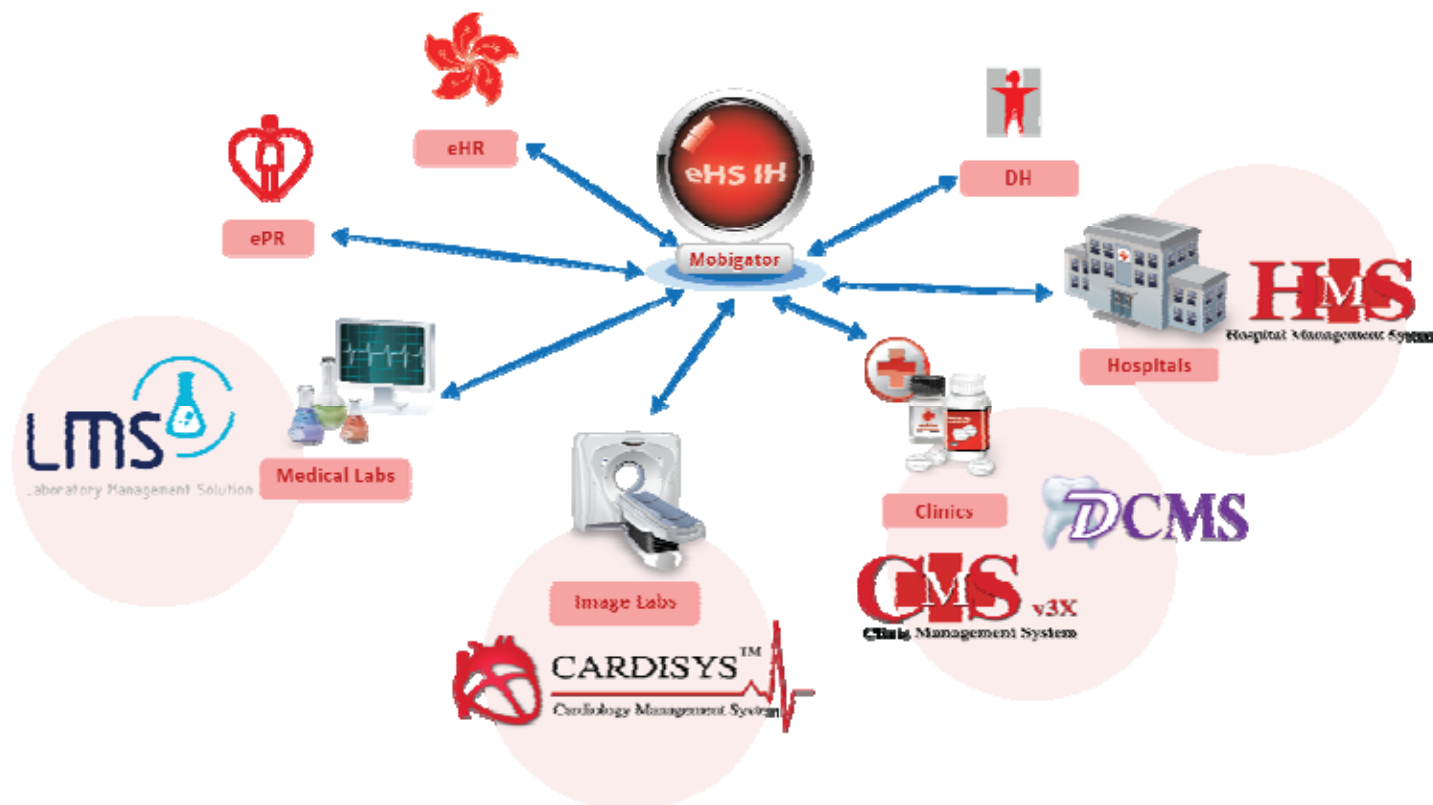 eHR
eHS IH
DH
ePR
Mobigator
HMS
Hospital Management System
Hospitals
LMS
Laboratory Management Solution
Medical Labs
Clinics
DCMS
CMS v3X
Clinic Management System
Image Labs
CARDISYS™
Cardiology Management System